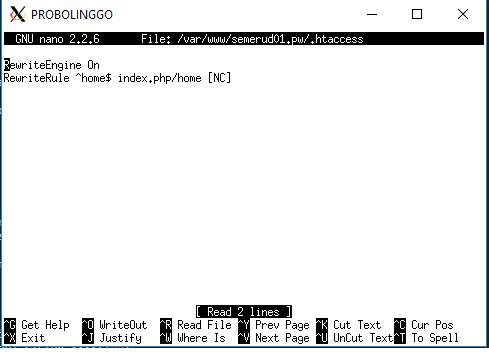 PROBOLINGGO
GNU nano 2.2.6 File: /var/www/semerud01.pw/.htaccess
RewriteEngine On
RewriteRule ^home$ index.php/home [NC]
[ Read 2 lines ]
^G Get Help ^O WriteOut ^R Read File ^Y Prev Page ^K Cut Text ^C Cur Pos
^X Exit ^J Justify ^W Where Is ^V Next Page ^U UnCut Text ^T To Spell